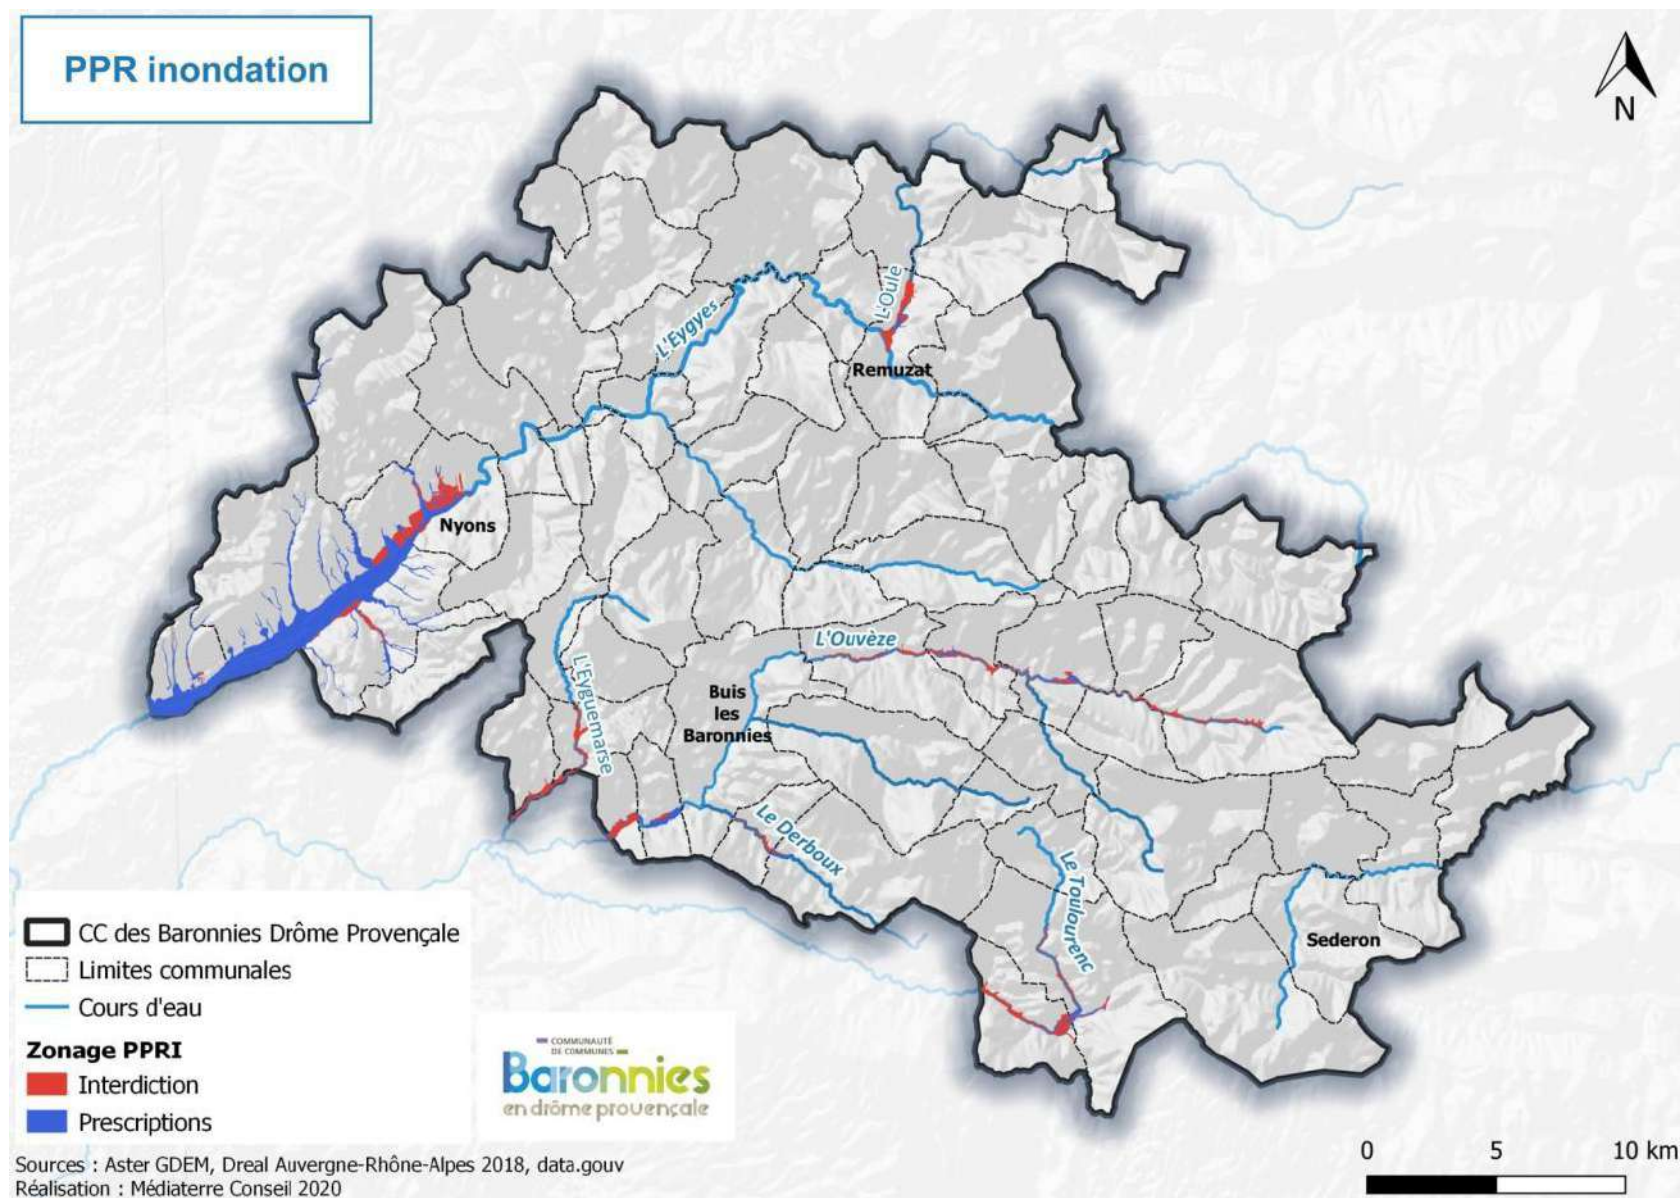 PPR inondation
N
L'Oule
L'Eygyes
Remuzat
Nyons
L'Ouvèze
L'Eyguemarse
Buis
les
Baronnies
Le Derboux
Le Toulourenc
Sederon
CC des Baronnies Drôme Provençale
Limites communales
Cours d'eau
Zonage PPRI
Interdiction
Prescriptions
COMMUNAUTÉ
DE COMMUNES
Baronnies
en drôme provençale
Sources : Aster GDEM, Dreal Auvergne-Rhône-Alpes 2018, data.gouv
Réalisation : Médiaterre Conseil 2020
0 5 10 km